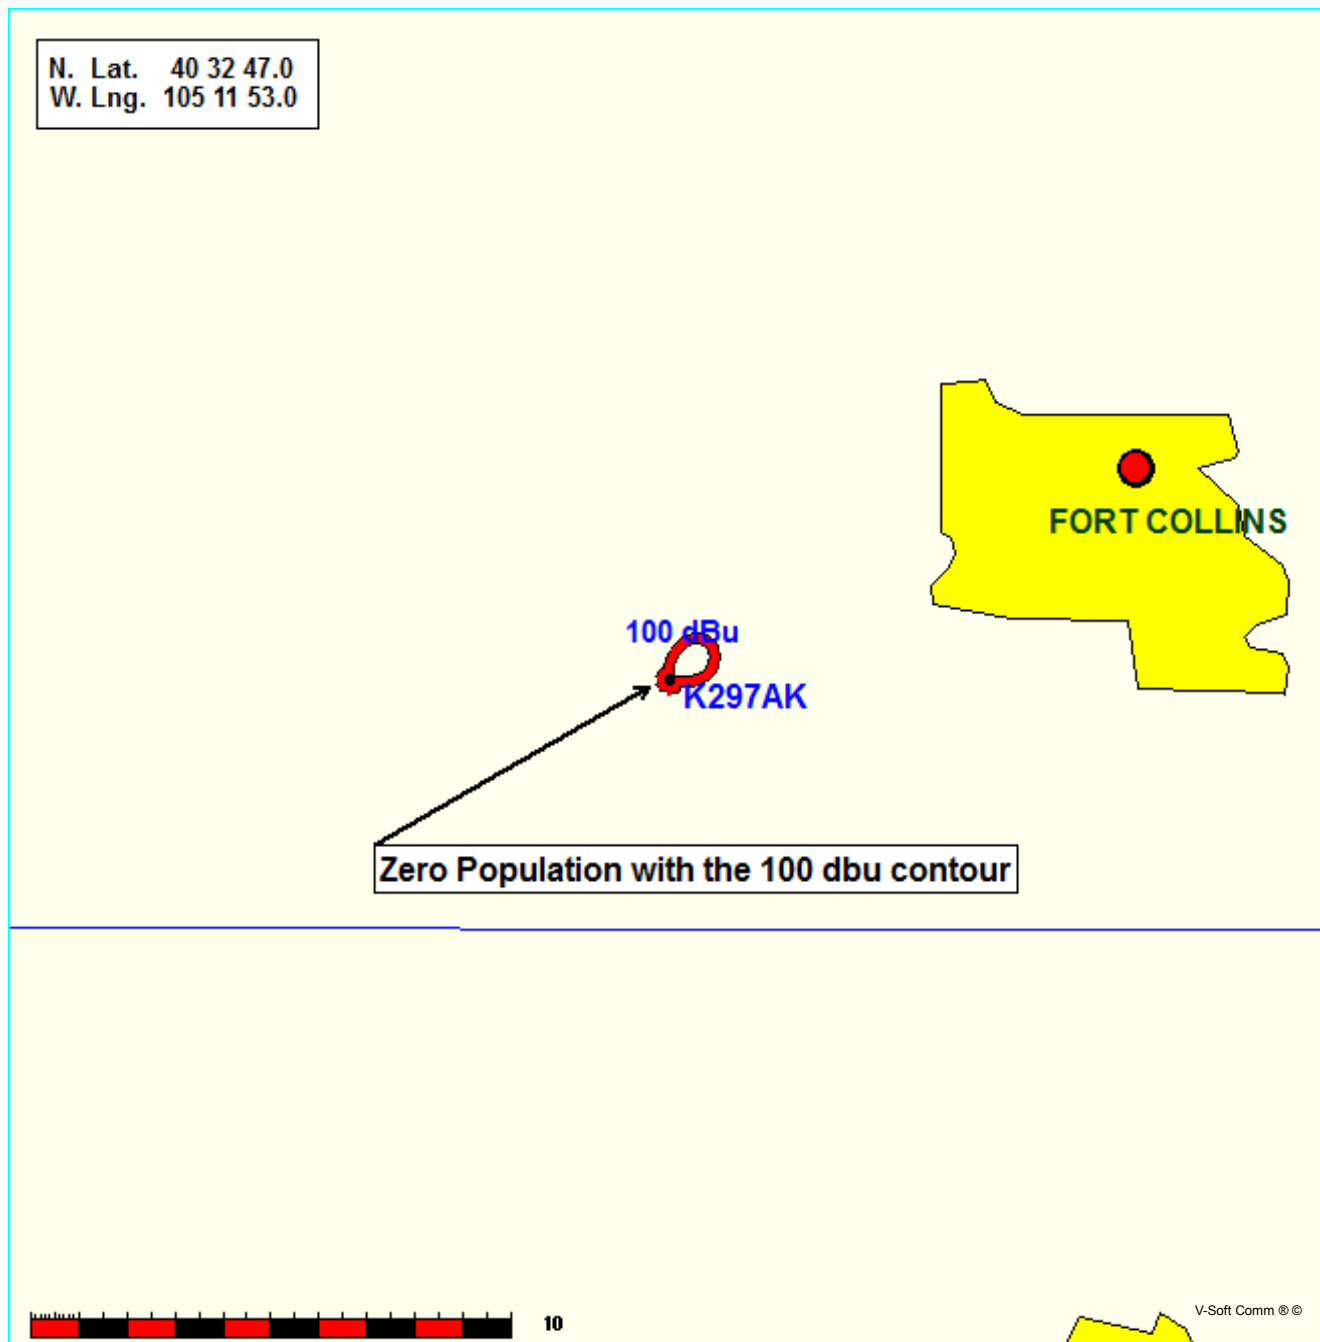 N. Lat. 40 32 47.0
W. Lng. 105 11 53.0
FORT COLLINS
100 dBu
K297AK
Zero Population with the 100 dbu contour
V-Soft Comm ® ©
10